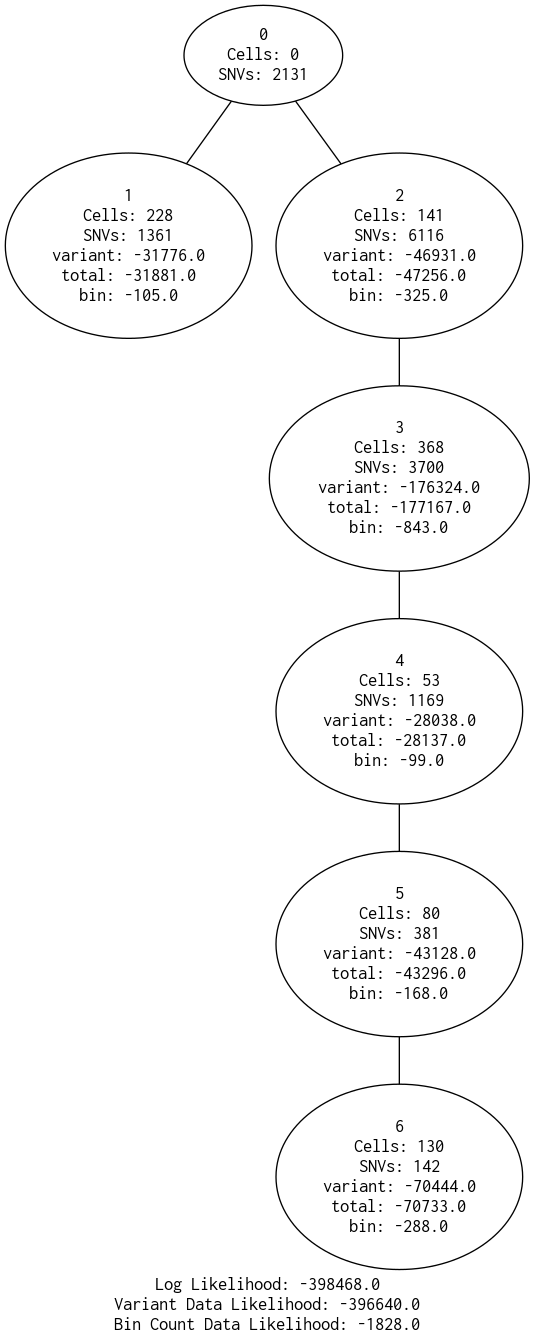 0
Cells: 0
SNVs: 2131
1
Cells: 228
SNVs: 1361
variant: -31776.0
total: -31881.0
bin: -105.0
2
Cells: 141
SNVs: 6116
variant: -46931.0
total: -47256.0
bin: -325.0
3
Cells: 368
SNVs: 3700
variant: -176324.0
total: -177167.0
bin: -843.0
4
Cells: 53
SNVs: 1169
variant: -28038.0
total: -28137.0
bin: -99.0
5
Cells: 80
SNVs: 381
variant: -43128.0
total: -43296.0
bin: -168.0
6
Cells: 130
SNVs: 142
variant: -70444.0
total: -70733.0
bin: -288.0
Log Likelihood: -398468.0
Variant Data Likelihood: -396640.0
Bin Count Data Likelihood: -1828.0